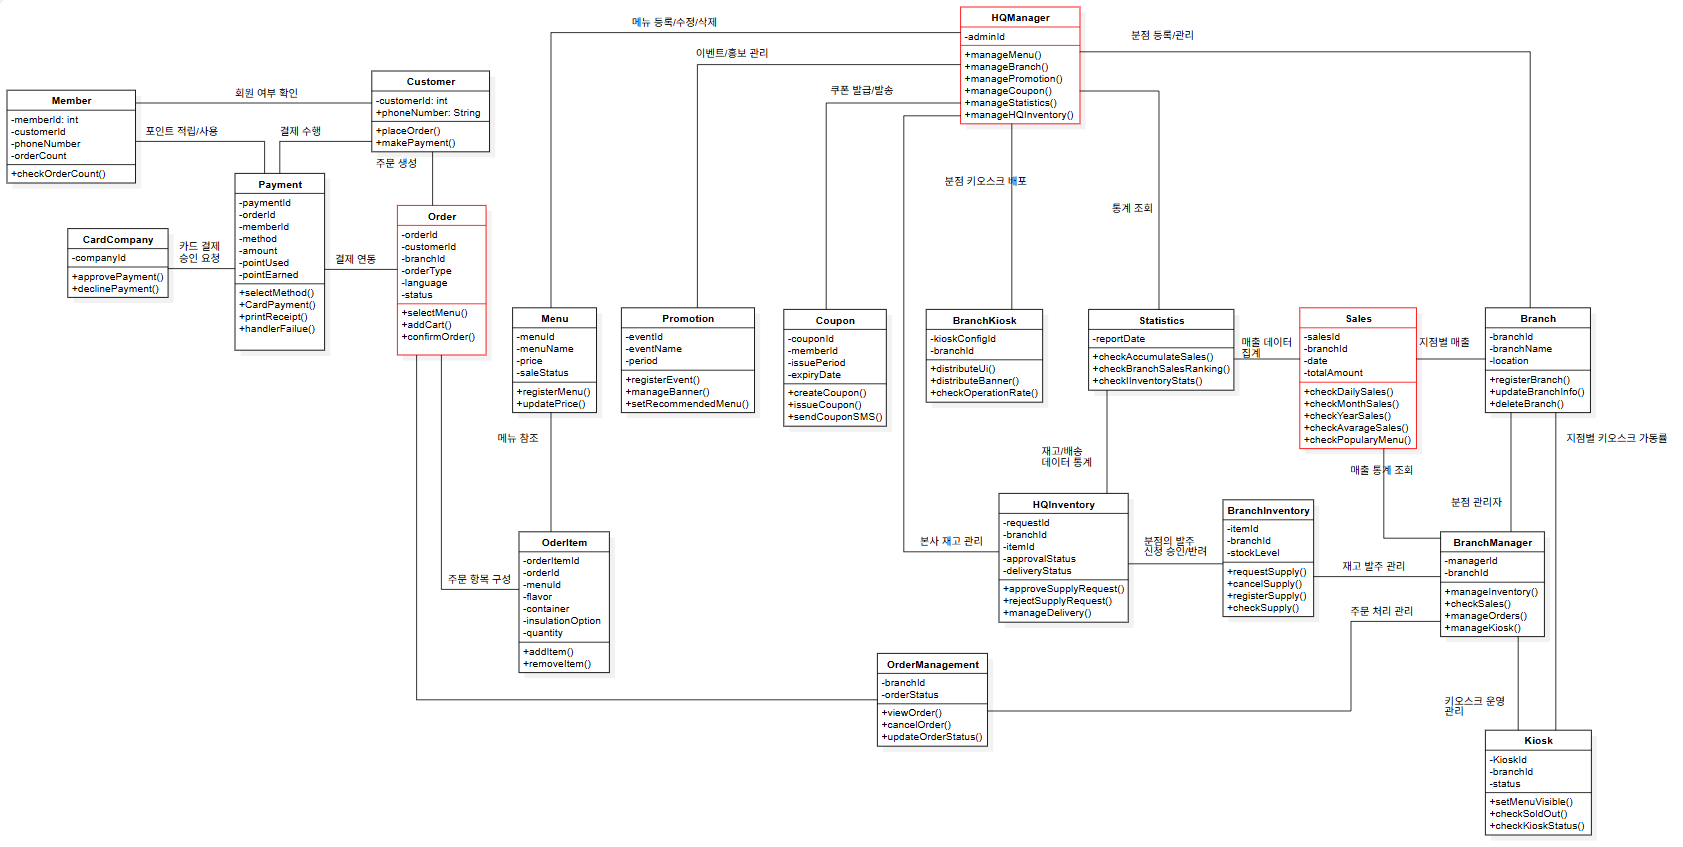 메뉴 등록/수정/삭제
HQManager
-adminId
+manageMenu()
+manageBranch()
+managePromotion()
+manageCoupon()
+manageStatistics()
+manageHQInventory()
분점 등록/관리
이벤트/홍보 관리
쿠폰 발급/발송
Member
-memberId: int
-customerId
-phoneNumber
-orderCount
+checkOrderCount()
회원 여부 확인
Customer
-customerId: int
+phoneNumber: String
+placeOrder()
+makePayment()
포인트 적립/사용
결제 수행
주문 생성
분점 키오스크 배포
통계 조회
Payment
-paymentId
-orderId
-memberId
-method
-amount
-pointUsed
-pointEarned
+selectMethod()
+CardPayment()
+printReceipt()
+handlerFailue()
CardCompany
-companyId
+approvePayment()
+declinePayment()
카드 결제
승인 요청
결제 연동
Order
-orderId
-customerId
-branchId
-orderType
-language
-status
+selectMenu()
+addCart()
+confirmOrder()
Menu
-menuId
-menuName
-price
-saleStatus
+registerMenu()
+updatePrice()
Promotion
-eventId
-eventName
-period
+registerEvent()
+manageBanner()
+setRecommendedMenu()
Coupon
-couponId
-memberId
-issuePeriod
-expiryDate
+createCoupon()
+issueCoupon()
+sendCouponSMS()
BranchKiosk
-kioskConfigId
-branchId
+distributeUi()
+distributeBanner()
+checkOperationRate()
Statistics
-reportDate
+checkAccumulateSales()
+checkBranchSalesRanking()
+checkIInventoryStats()
매출 데이터
집계
Sales
-salesId
-branchId
-date
-totalAmount
+checkDailySales()
+checkMonthSales()
+checkYearSales()
+checkAvarageSales()
+checkPopularyMenu()
지점별 매출
Branch
-branchId
-branchName
-location
+registerBranch()
+updateBranchInfo()
+deleteBranch()
메뉴 참조
재고/배송
데이터 통계
매출 통계 조회
지점별 키오스크 가동률
분점 관리자
HQInventory
-requestId
-branchId
-itemId
-approvalStatus
-deliveryStatus
+approveSupplyRequest()
+rejectSupplyRequest()
+manageDelivery()
본사 재고 관리
분점의 발주
신청 승인/반려
BranchInventory
-itemId
-branchId
-stockLevel
+requestSupply()
+cancelSupply()
+registerSupply()
+checkSupply()
재고 발주 관리
주문 처리 관리
BranchManager
-managerId
-branchId
+manageInventory()
+checkSales()
+manageOrders()
+manageKiosk()
주문 항목 구성
OderItem
-orderItemId
-orderId
-menuId
-flavor
-container
-insulationOption
-quantity
+addItem()
+removeItem()
OrderManagement
-branchId
-orderStatus
+viewOrder()
+cancelOrder()
+updateOrderStatus()
키오스크 운영
관리
Kiosk
-KioskId
-branchId
-status
+setMenuVisible()
+checkSoldOut()
+checkKioskStatus()